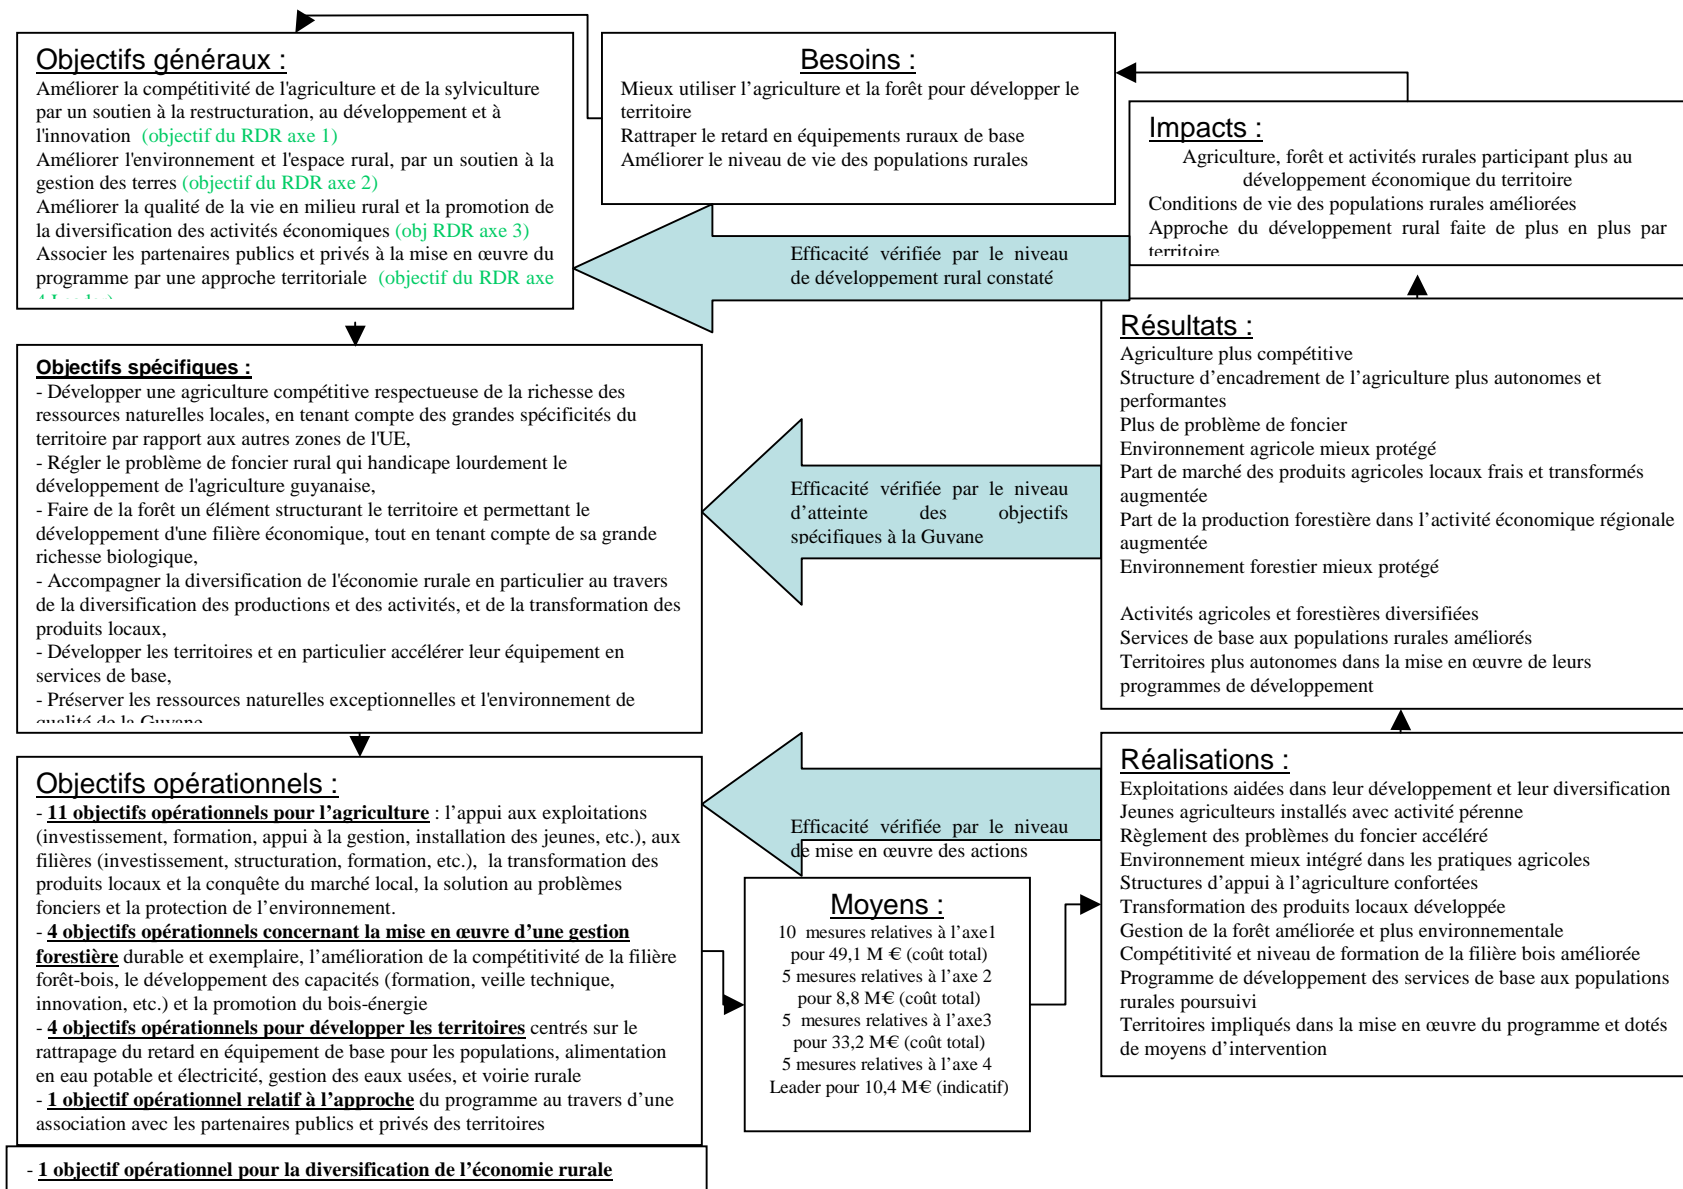 Objectifs généraux :
Améliorer la compétitivité de l'agriculture et de la sylviculture
par un soutien à la restructuration, au développement et à
l'innovation (objectif du RDR axe 1)
Améliorer l'environnement et l'espace rural, par un soutien à la
gestion des terres (objectif du RDR axe 2)
Améliorer la qualité de la vie en milieu rural et la promotion de
la diversification des activités économiques (obj RDR axe 3)
Associer les partenaires publics et privés à la mise en œuvre du
programme par une approche territoriale (objectif du RDR axe
4 Leader)
Besoins :
Mieux utiliser l’agriculture et la forêt pour développer le
territoire
Rattraper le retard en équipements ruraux de base
Améliorer le niveau de vie des populations rurales
Impacts :
Agriculture, forêt et activités rurales participant plus au
développement économique du territoire
Conditions de vie des populations rurales améliorées
Approche du développement rural faite de plus en plus par
territoire
Efficacité vérifiée par le niveau
de développement rural constaté
Objectifs spécifiques :
- Développer une agriculture compétitive respectueuse de la richesse des
ressources naturelles locales, en tenant compte des grandes spécificités du
territoire par rapport aux autres zones de l'UE,
- Régler le problème de foncier rural qui handicape lourdement le
développement de l'agriculture guyanaise,
- Faire de la forêt un élément structurant le territoire et permettant le
développement d'une filière économique, tout en tenant compte de sa grande
richesse biologique,
- Accompagner la diversification de l'économie rurale en particulier au travers
de la diversification des productions et des activités, et de la transformation des
produits locaux,
- Développer les territoires et en particulier accélérer leur équipement en
services de base,
- Préserver les ressources naturelles exceptionnelles et l'environnement de
qualité de la Guyane
Efficacité vérifiée par le niveau
d’atteinte des objectifs
spécifiques à la Guyane
Résultats :
Agriculture plus compétitive
Structure d’encadrement de l’agriculture plus autonomes et
performantes
Plus de problème de foncier
Environnement agricole mieux protégé
Part de marché des produits agricoles locaux frais et transformés
augmentée
Part de la production forestière dans l’activité économique régionale
augmentée
Environnement forestier mieux protégé
Activités agricoles et forestières diversifiées
Services de base aux populations rurales améliorés
Territoires plus autonomes dans la mise en œuvre de leurs
programmes de développement
Objectifs opérationnels :
- 11 objectifs opérationnels pour l’agriculture : l’appui aux exploitations
(investissement, formation, appui à la gestion, installation des jeunes, etc.), aux
filières (investissement, structuration, formation, etc.), la transformation des
produits locaux et la conquête du marché local, la solution au problèmes
fonciers et la protection de l’environnement.
- 4 objectifs opérationnels concernant la mise en œuvre d’une gestion
forestière durable et exemplaire, l’amélioration de la compétitivité de la filière
forêt-bois, le développement des capacités (formation, veille technique,
innovation, etc.) et la promotion du bois-énergie
- 4 objectifs opérationnels pour développer les territoires centrés sur le
rattrapage du retard en équipement de base pour les populations, alimentation
en eau potable et électricité, gestion des eaux usées, et voirie rurale
- 1 objectif opérationnel relatif à l’approche du programme au travers d’une
association avec les partenaires publics et privés des territoires
- 1 objectif opérationnel pour la diversification de l’économie rurale
Efficacité vérifiée par le niveau
de mise en œuvre des actions
Moyens :
10 mesures relatives à l’axe1
pour 49,1 M € (coût total)
5 mesures relatives à l’axe 2
pour 8,8 M€ (coût total)
5 mesures relatives à l’axe3
pour 33,2 M€ (coût total)
5 mesures relatives à l’axe 4
Leader pour 10,4 M€ (indicatif)
Réalisations :
Exploitations aidées dans leur développement et leur diversification
Jeunes agriculteurs installés avec activité pérenne
Règlement des problèmes du foncier accéléré
Environnement mieux intégré dans les pratiques agricoles
Structures d’appui à l’agriculture confortées
Transformation des produits locaux développée
Gestion de la forêt améliorée et plus environnementale
Compétitivité et niveau de formation de la filière bois améliorée
Programme de développement des services de base aux populations
rurales poursuivi
Territoires impliqués dans la mise en œuvre du programme et dotés
de moyens d’intervention